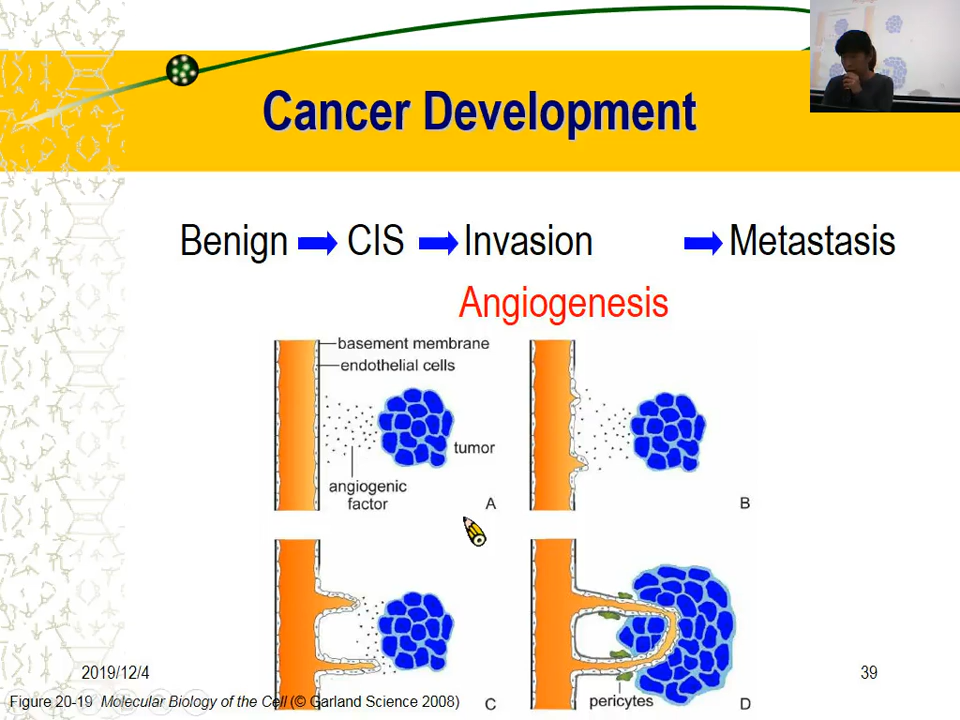 Cancer Development
Benign CIS Invasion Metastasis
Angiogenesis
basement membrane
endothelial cells
tumor
angiogenic
factor
A
B
2019/12/4
39
pericytes
C
D
Figure 20-19 Molecular Biology of the Cell (© Garland Science 2008)